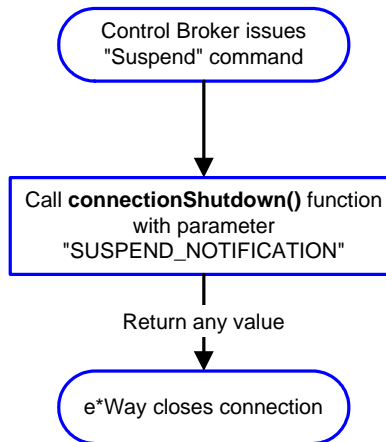 Control Broker issues
"Suspend" command
Call connectionShutdown() function
with parameter
"SUSPEND_NOTIFICATION"
Return any value
e*Way closes connection